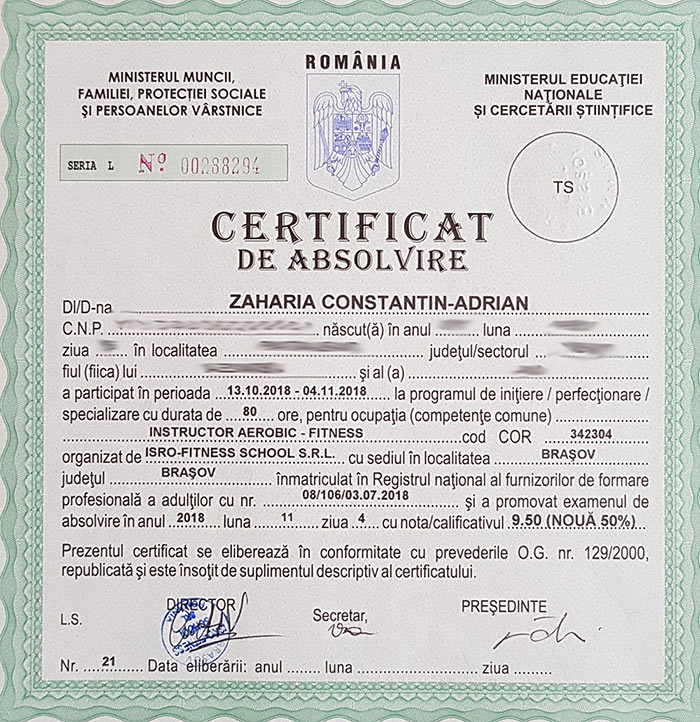 ROMÂNIA
MINISTERUL MUNCII,
FAMILIEI, PROTECȚIEI SOCIALE
ȘI PERSOANELOR VÂRSTNICE
MINISTERUL EDUCAȚIEI
NAȚIONALE
ȘI CERCETĂRII ȘTIINȚIFICE
SERIA L Nº 00288294
TS
CERTIFICAT
DE ABSOLVIRE
Dl/D-na ZAHARIA CONSTANTIN-ADRIAN
C.N.P. născut(ă) în anul luna
ziua în localitatea județul/sectorul
fiul (fiica) lui și al (a)
a participat în perioada 13.10.2018 - 04.11.2018 la programul de inițiere / perfecționare /
specializare cu durata de 80 ore, pentru ocupația (competențe comune)
INSTRUCTOR AEROBIC - FITNESS cod COR 342304
organizat de ISRO-FITNESS SCHOOL S.R.L. cu sediul în localitatea BRAȘOV
județul BRAȘOV înmatriculat în Registrul național al furnizorilor de formare
profesională a adulților cu nr. 08/106/03.07.2018 și a promovat examenul de
absolvire în anul 2018 luna 11 ziua 4 cu nota/calificativul 9.50 (NOUĂ 50%)
Prezentul certificat se eliberează în conformitate cu prevederile O.G. nr. 129/2000,
republicată și este însoțit de suplimentul descriptiv al certificatului.
L.S. DIRECTOR Secretar, PREȘEDINTE
Nr. 21 Data eliberării: anul luna ziua